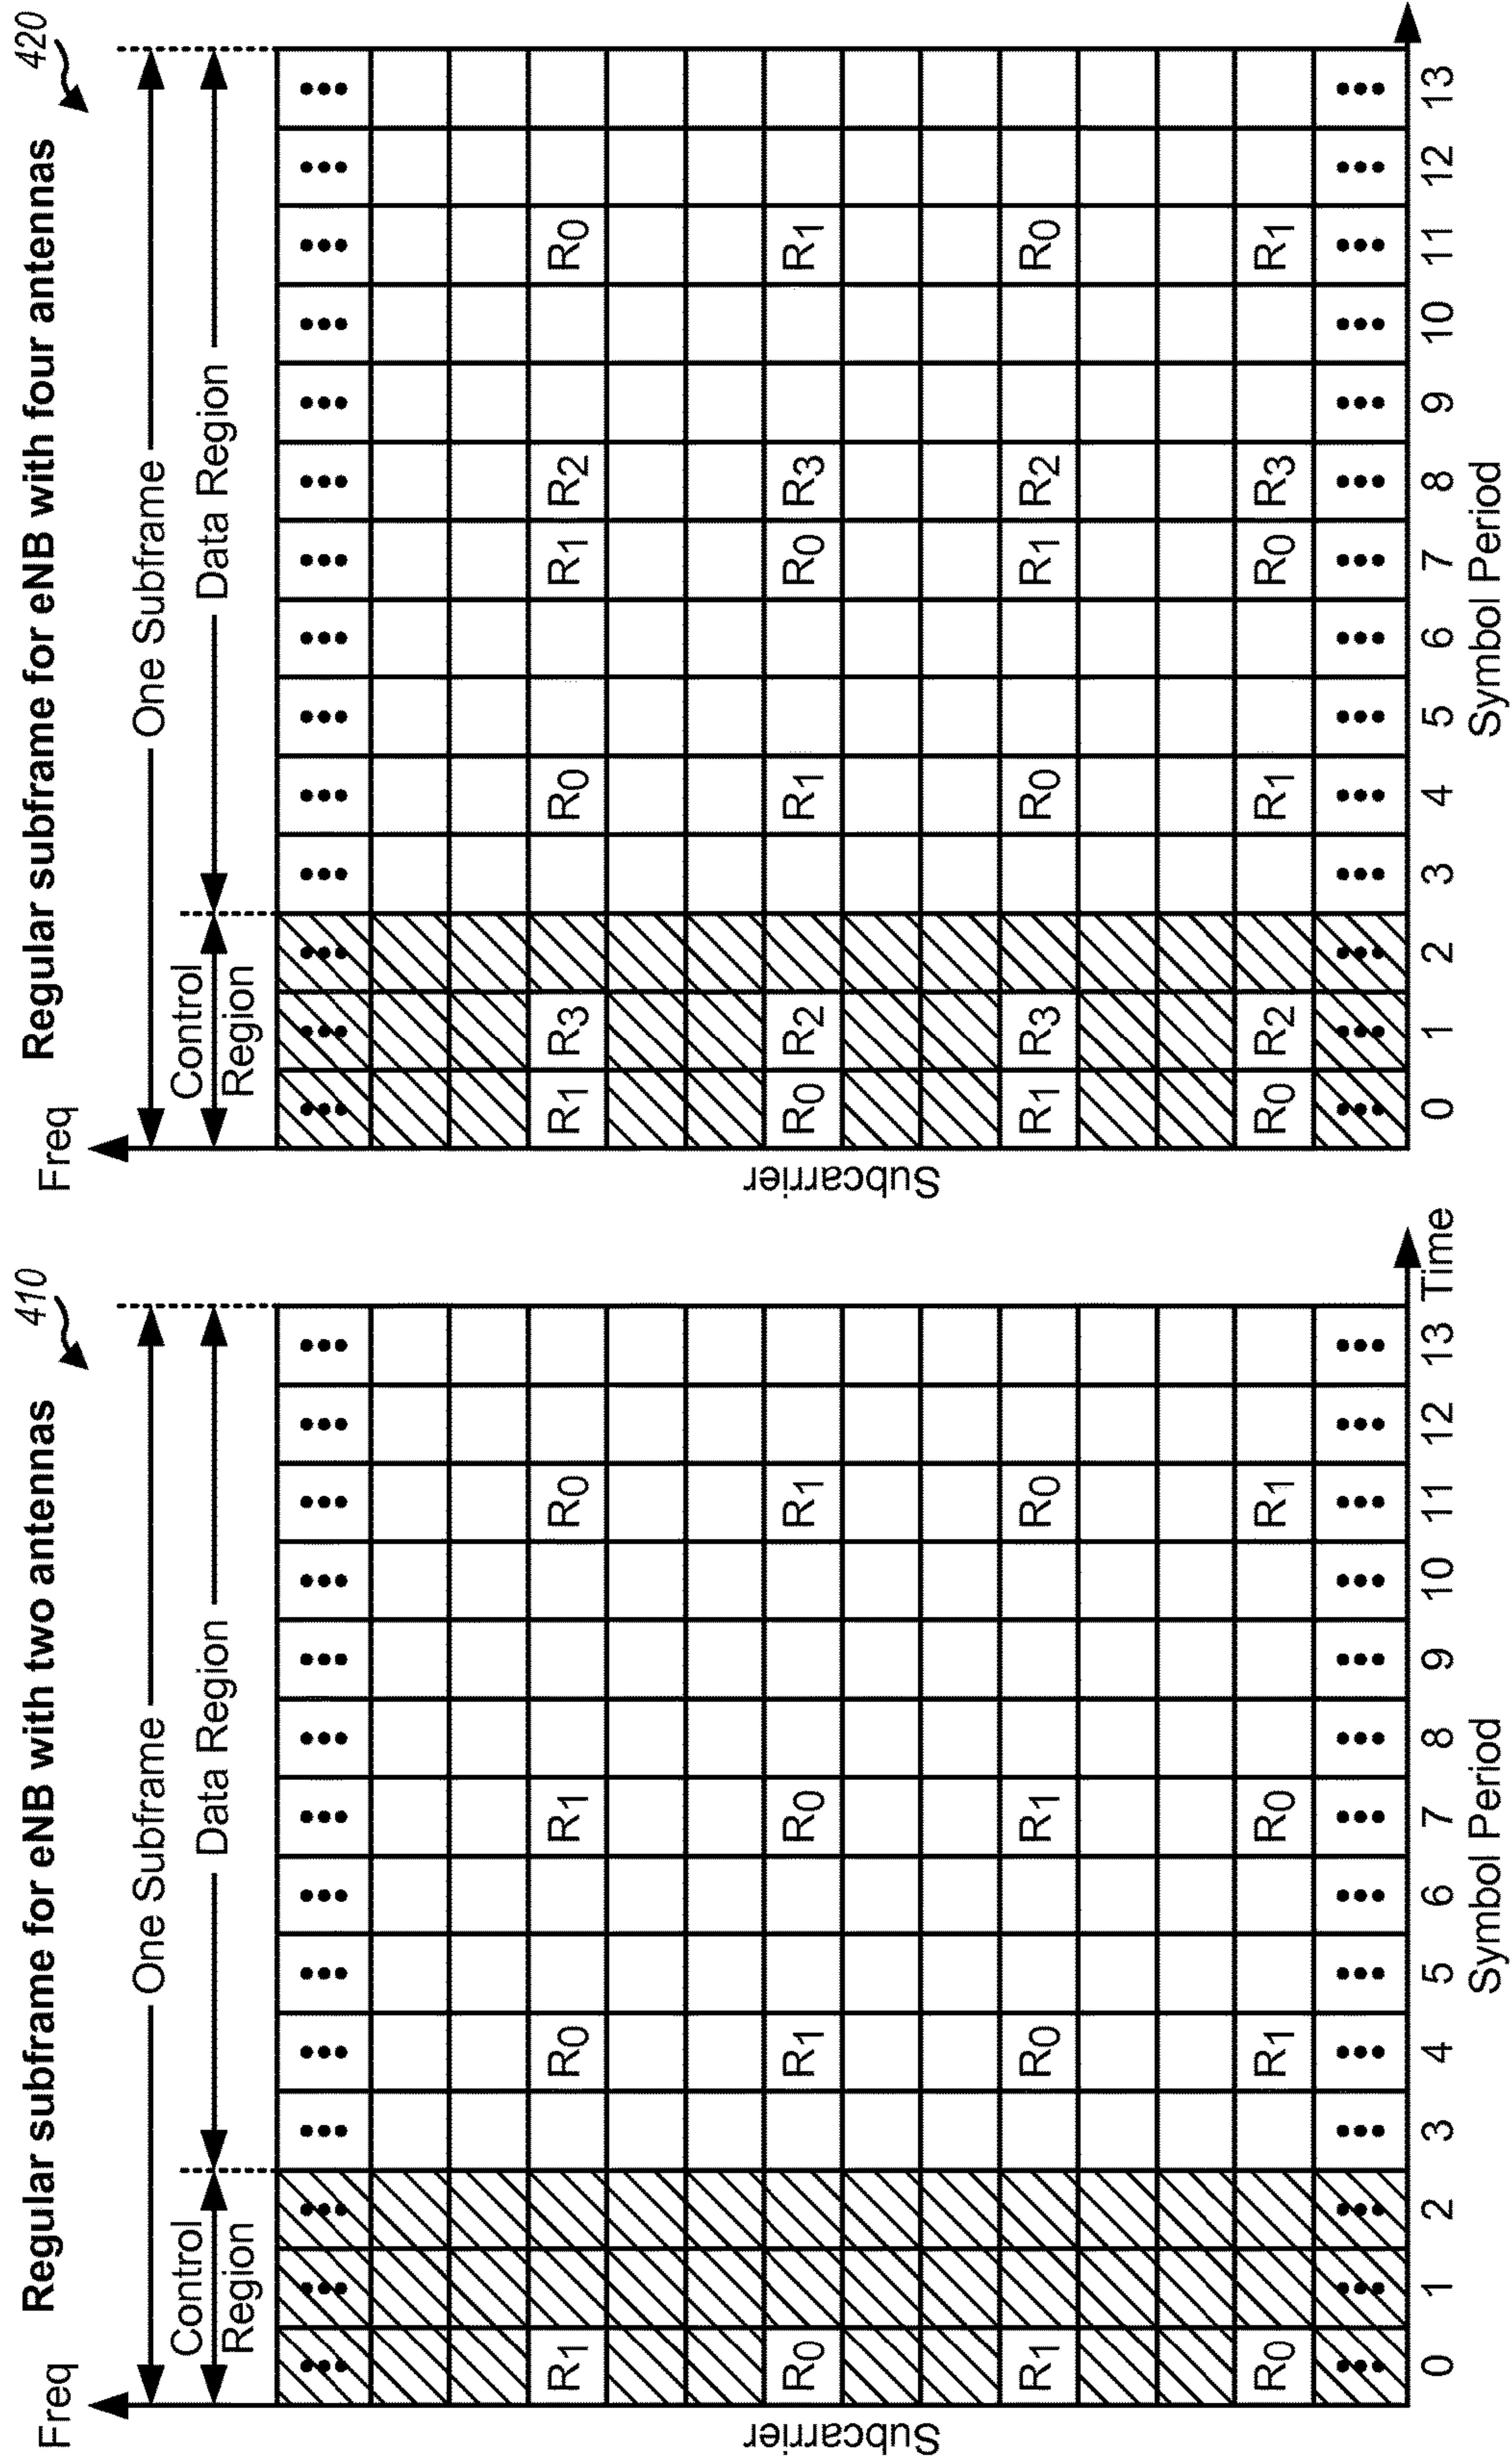 410
Regular subframe for eNB with two antennas
Freq
One Subframe
Control
Region
Data Region
R1 R0 R1 R0
R0 R1 R0 R1
R1 R0 R1 R0
R0 R1 R0 R1
Subcarrier
0 1 2 3 4 5 6 7 8 9 10 11 12 13 Time
Symbol Period
420
Regular subframe for eNB with four antennas
Freq
One Subframe
Control
Region
Data Region
R1 R3 R0 R1 R2 R0
R0 R2 R1 R0 R3 R1
R1 R3 R0 R1 R2 R0
R0 R2 R1 R0 R3 R1
Subcarrier
0 1 2 3 4 5 6 7 8 9 10 11 12 13
Symbol Period